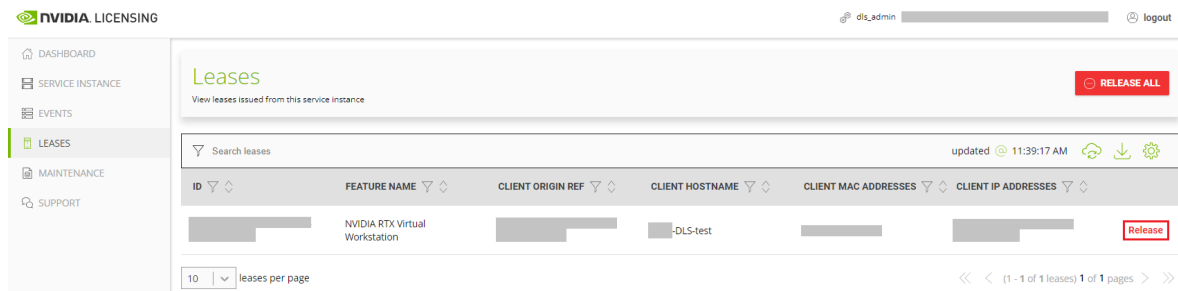 NVIDIA. LICENSING
dls_admin
logout
DASHBOARD
SERVICE INSTANCE
EVENTS
LEASES
MAINTENANCE
SUPPORT
Leases
View leases issued from this service instance
RELEASE ALL
Search leases
updated @ 11:39:17 AM
ID FEATURE NAME CLIENT ORIGIN REF CLIENT HOSTNAME CLIENT MAC ADDRESSES CLIENT IP ADDRESSES
NVIDIA RTX Virtual
Workstation
-DLS-test
Release
10 leases per page
(1 - 1 of 1 leases) 1 of 1 pages